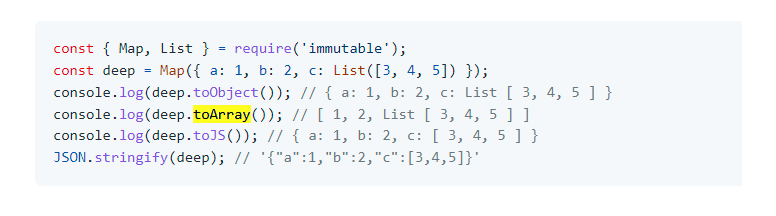 const { Map, List } = require('immutable');
const deep = Map({ a: 1, b: 2, c: List([3, 4, 5]) });
console.log(deep.toObject()); // { a: 1, b: 2, c: List [ 3, 4, 5 ] }
console.log(deep.toArray()); // [ 1, 2, List [ 3, 4, 5 ] ]
console.log(deep.toJS()); // { a: 1, b: 2, c: [ 3, 4, 5 ] }
JSON.stringify(deep); // '{"a":1,"b":2,"c":[3,4,5]}'